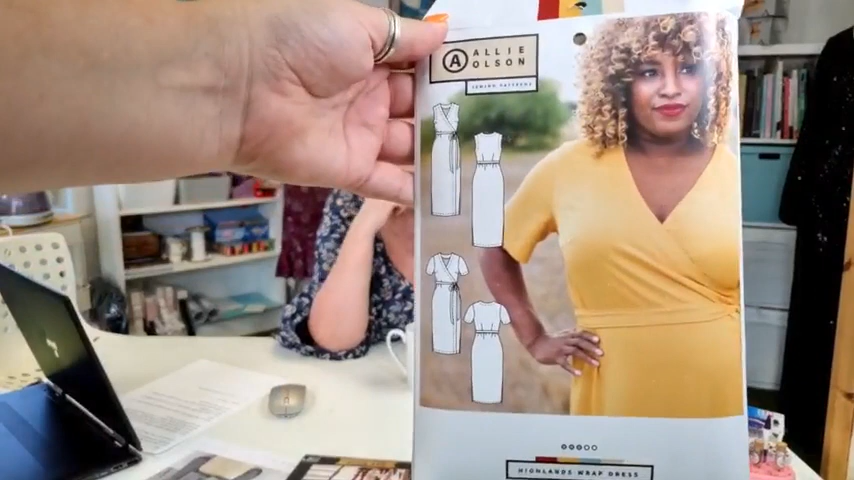 A
ALLIE
OLSON
SEWING PATTERNS
HIGHLANDS WRAP DRESS